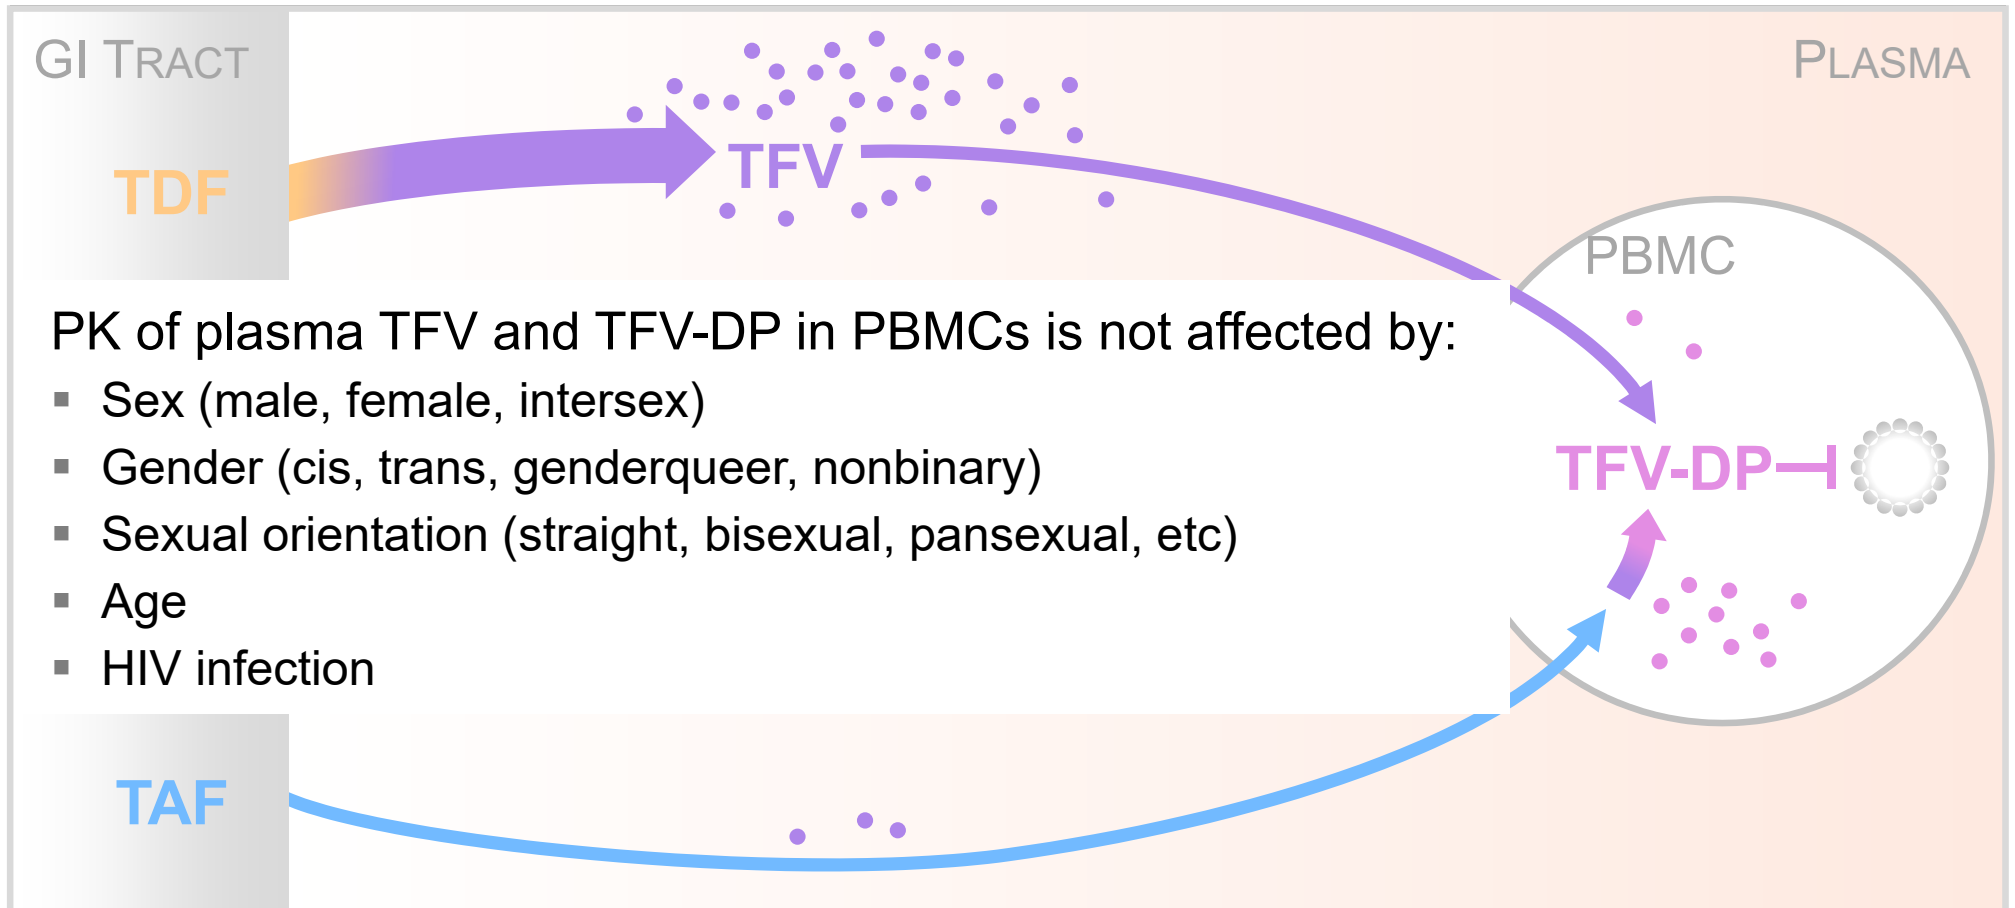 GI TRACT
PLASMA
TDF
TFV
PBMC
PK of plasma TFV and TFV-DP in PBMCs is not affected by:
▪ Sex (male, female, intersex)
▪ Gender (cis, trans, genderqueer, nonbinary)
▪ Sexual orientation (straight, bisexual, pansexual, etc)
▪ Age
▪ HIV infection
TFV-DP
TAF